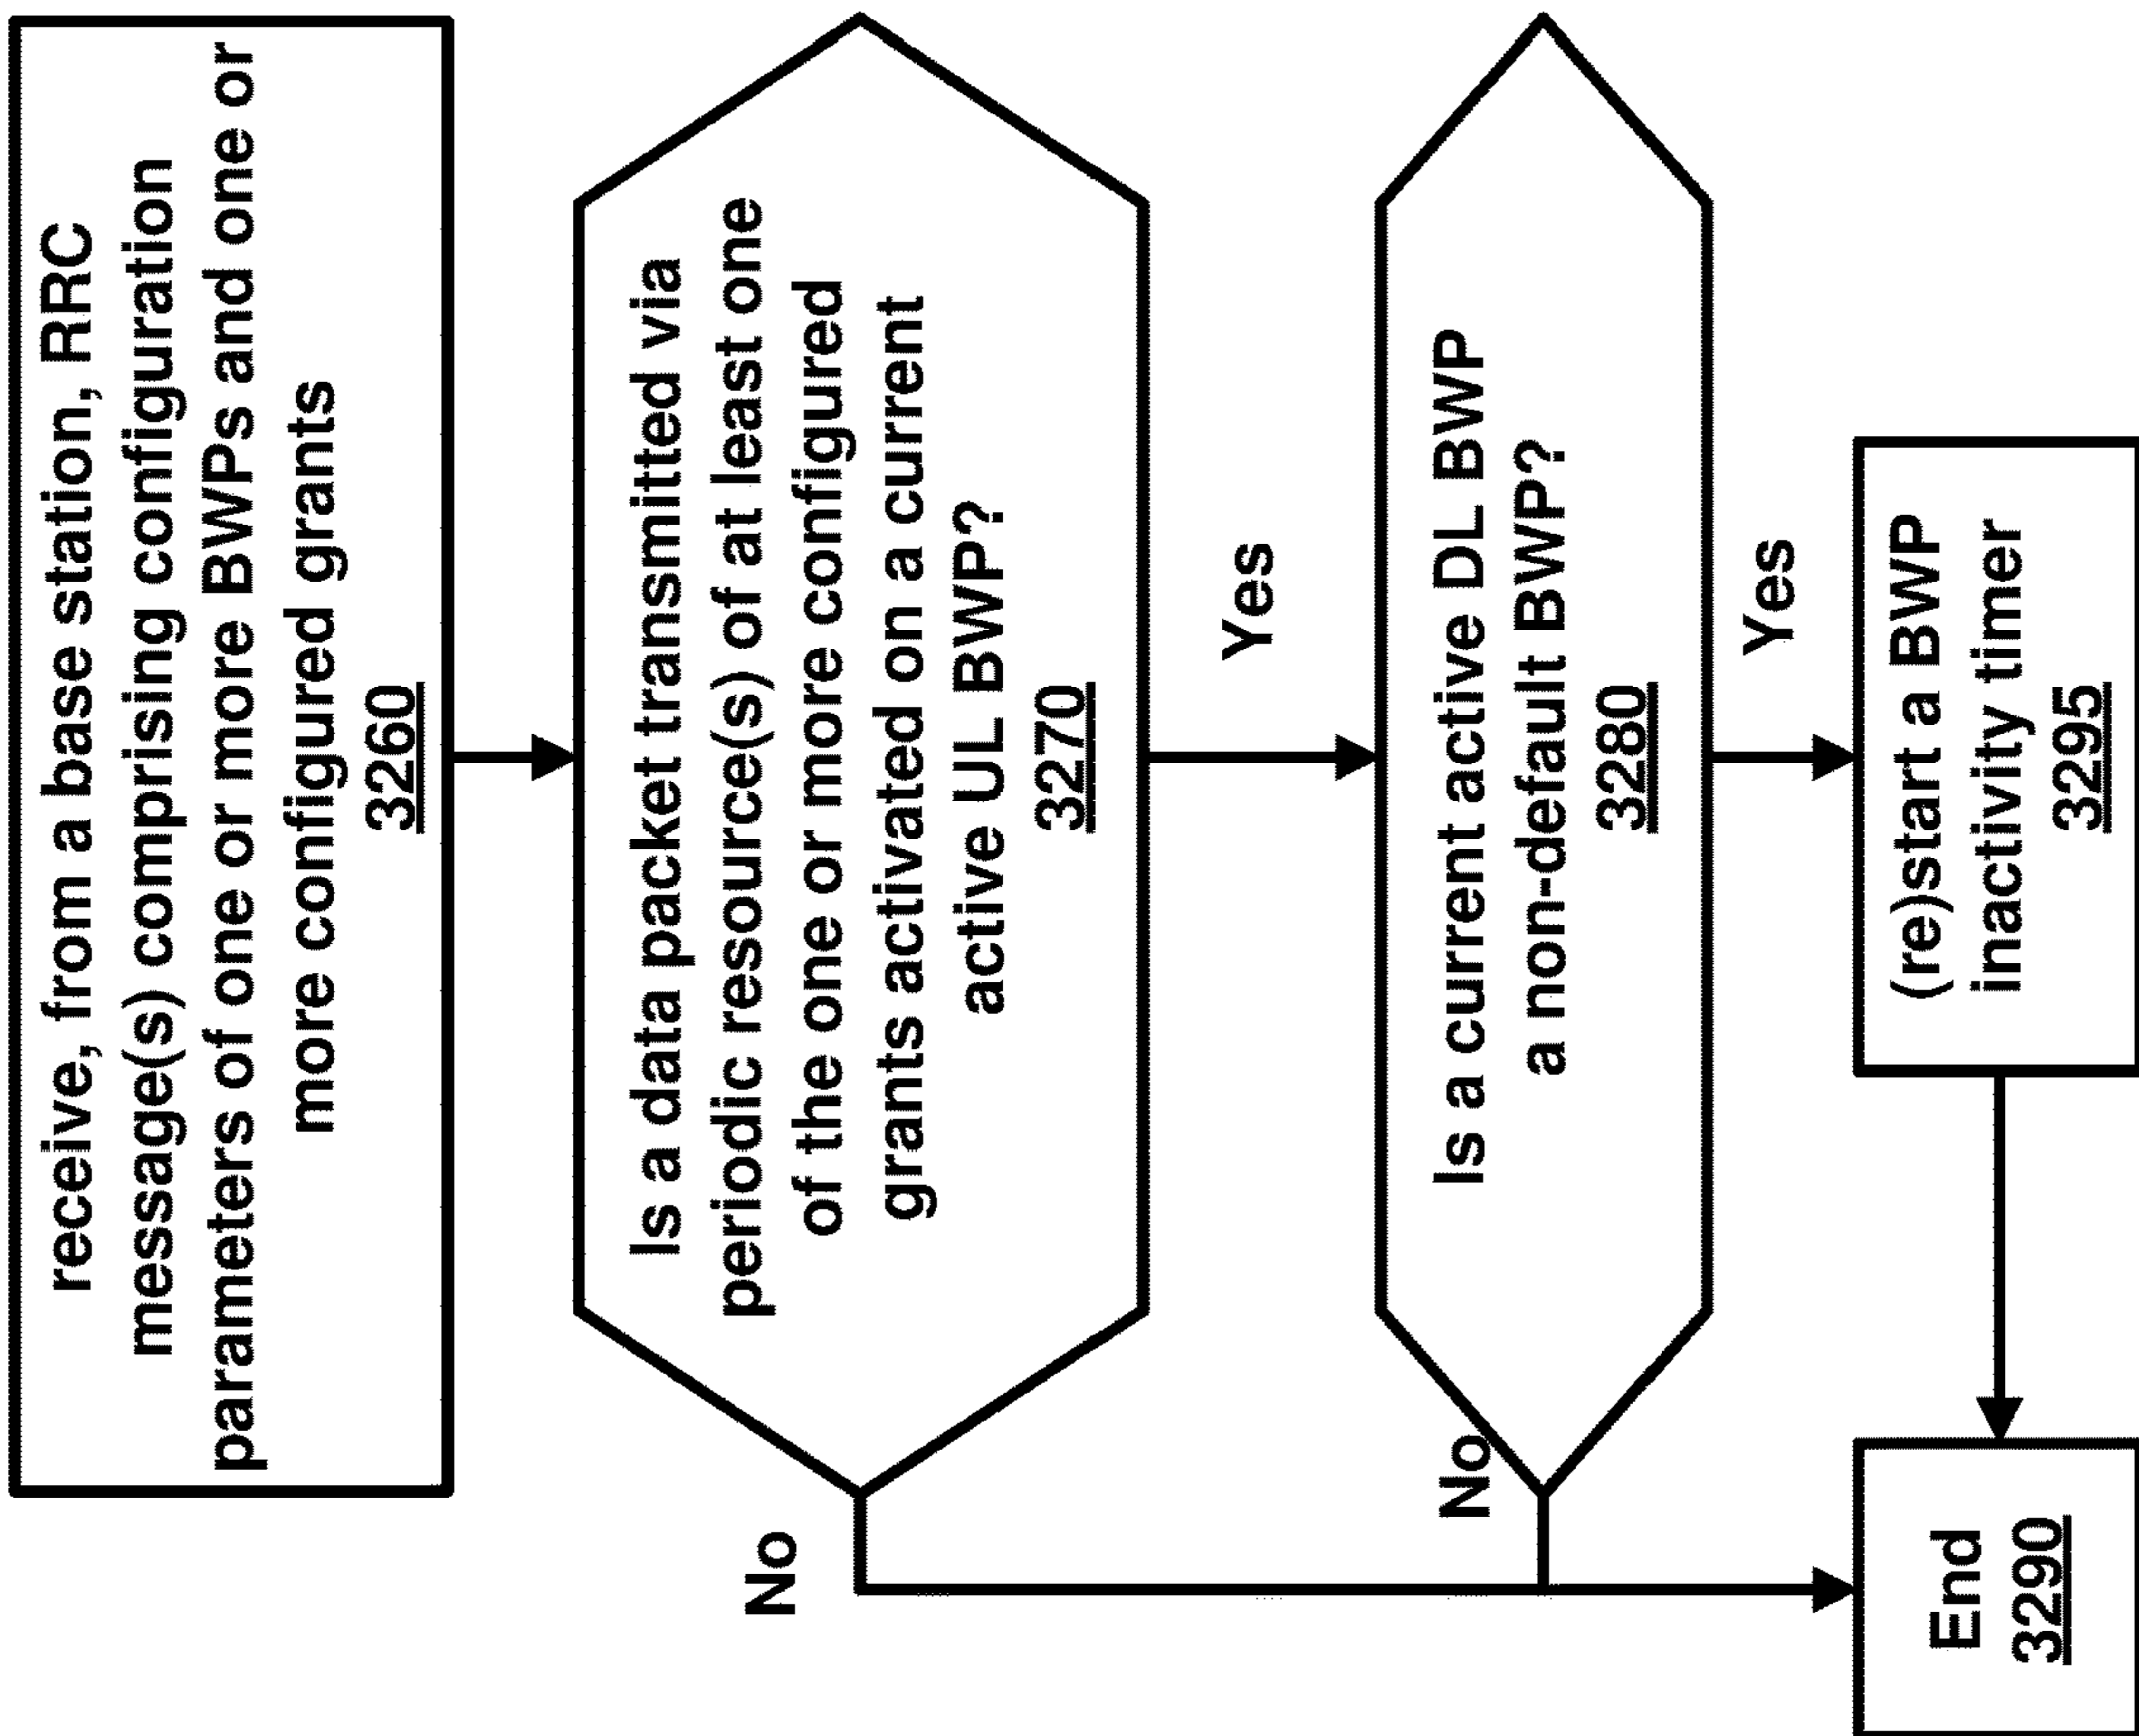 receive, from a base station, RRC
message(s) comprising configuration
parameters of one or more BWPs and one or
more configured grants
3260
Is a data packet transmitted via
periodic resource(s) of at least one
of the one or more configured
grants activated on a current
active UL BWP?
3270
No
Yes
Is a current active DL BWP
a non-default BWP?
3280
No
Yes
(re)start a BWP
inactivity timer
3295
End
3290